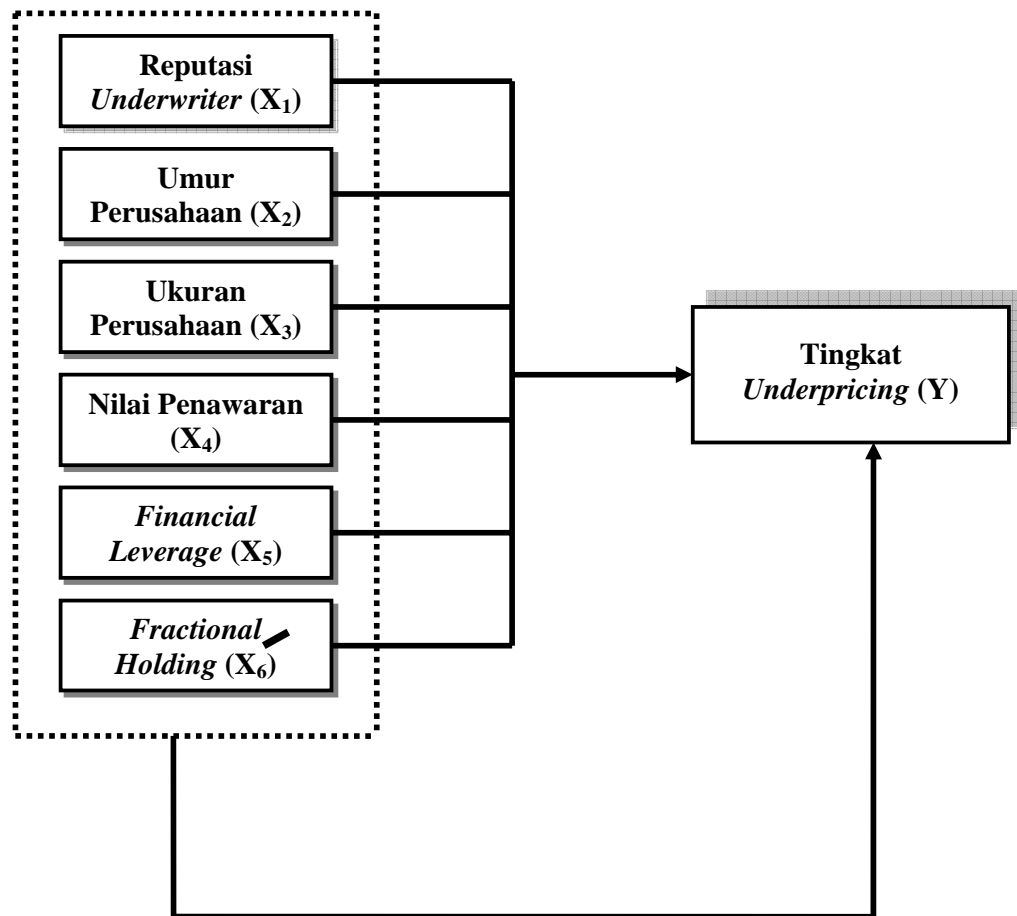 Reputasi
Underwriter (X₁)
Umur
Perusahaan (X₂)
Ukuran
Perusahaan (X₃)
Nilai Penawaran
(X₄)
Financial
Leverage (X₅)
Fractional
Holding (X₆)
Tingkat
Underpricing (Y)